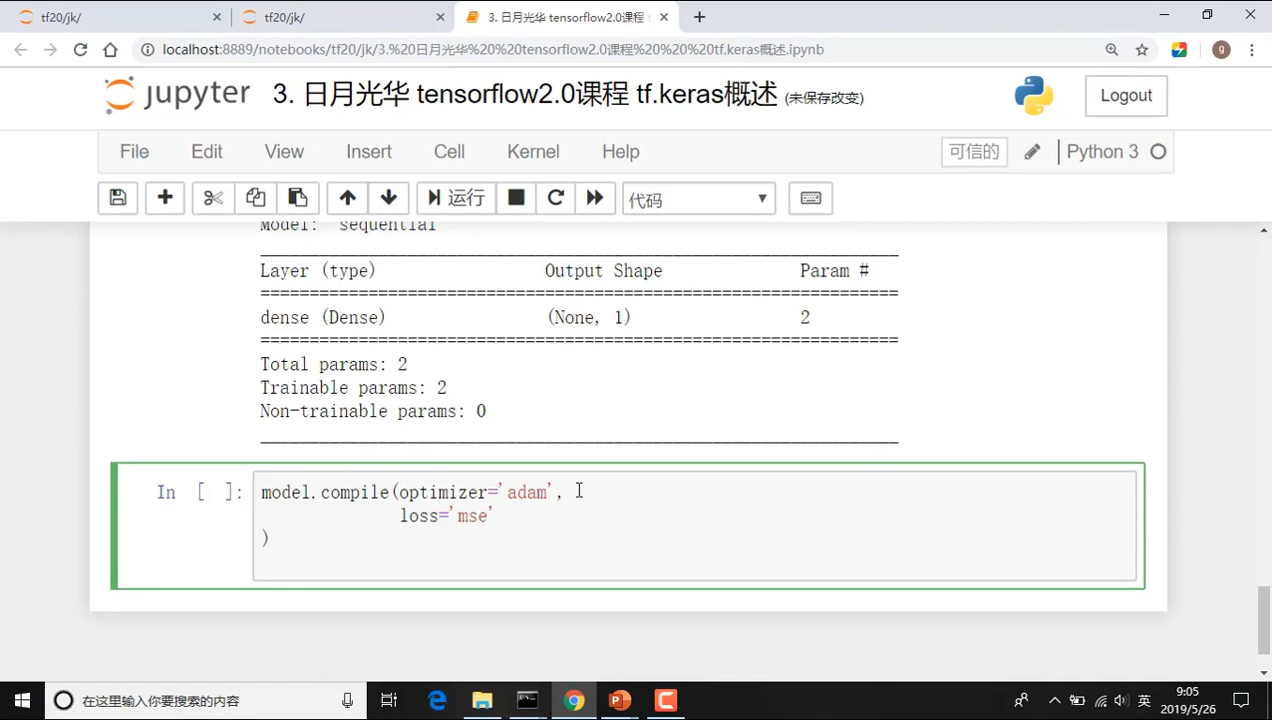 tf20/jk/
tf20/jk/
3. 日月光华 tensorflow2.0课程 t
localhost:8889/notebooks/tf20/jk/3.%20日月光华%20%20tensorflow2.0课程%20%20%20tf.keras概述.ipynb
g
jupyter 3. 日月光华 tensorflow2.0课程 tf.keras概述 (未保存改变)
Logout
File Edit View Insert Cell Kernel Help
可信的 Python 3
运行 代码
Model: sequential
Layer (type) Output Shape Param #
=================================================================
dense (Dense) (None, 1) 2
=================================================================
Total params: 2
Trainable params: 2
Non-trainable params: 0
In [ ]: model.compile(optimizer='adam',
loss='mse'
)
在这里输入你要搜索的内容
英
9:05
2019/5/26